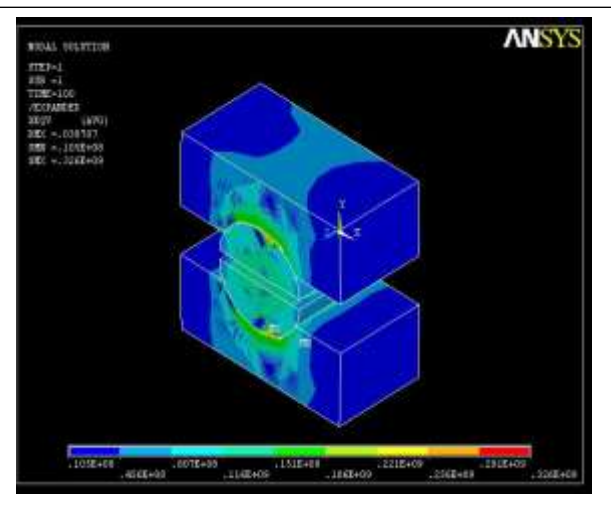 ANSYS
NODAL SOLUTION
STEP=1
SUB =1
TIME=100
/EXPANDED
SEQV (AVG)
DMX =.038787
SMN =.105E+08
SMX =.326E+09
Y
Z X
MX
.105E+08 .807E+08 .151E+09 .221E+09 .291E+09
.456E+08 .116E+09 .186E+09 .256E+09 .326E+09